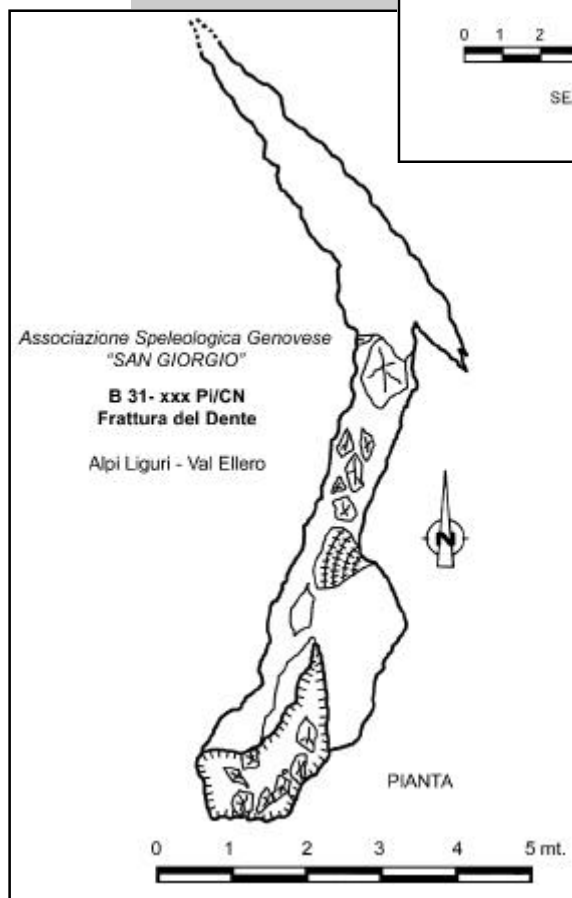 0 1 2
Associazione Speleologica Genovese
"SAN GIORGIO"
B 31- xxx Pi/CN
Frattura del Dente
Alpi Liguri - Val Ellero
N
PIANTA
0 1 2 3 4 5 mt.